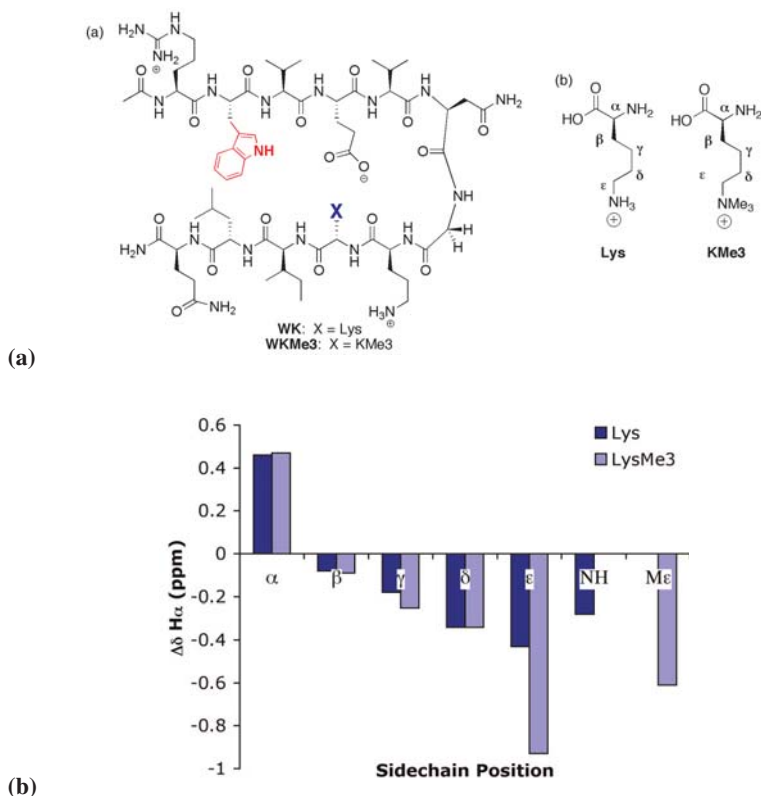 (a)
H₂N
NH
NH₂
⊕
O
N
H
O
H
N
O
N
H
O
H
N
O
N
H
O
H
N
O
NH₂
O
NH
O
O
⊖
O
HN
H
H
X
H₂N
O
NH₂
H₃N
⊕
WK: X = Lys
WKMe3: X = KMe3
(b)
O
HO
α
NH₂
β
γ
ε
δ
NH₃
⊕
Lys
O
HO
α
NH₂
β
γ
ε
δ
NMe₃
⊕
KMe3
(a)
0.6
0.4
0.2
0
-0.2
-0.4
-0.6
-0.8
-1
Δδ Hα (ppm)
Lys
LysMe3
α β γ δ ε NH Mε
Sidechain Position
(b)